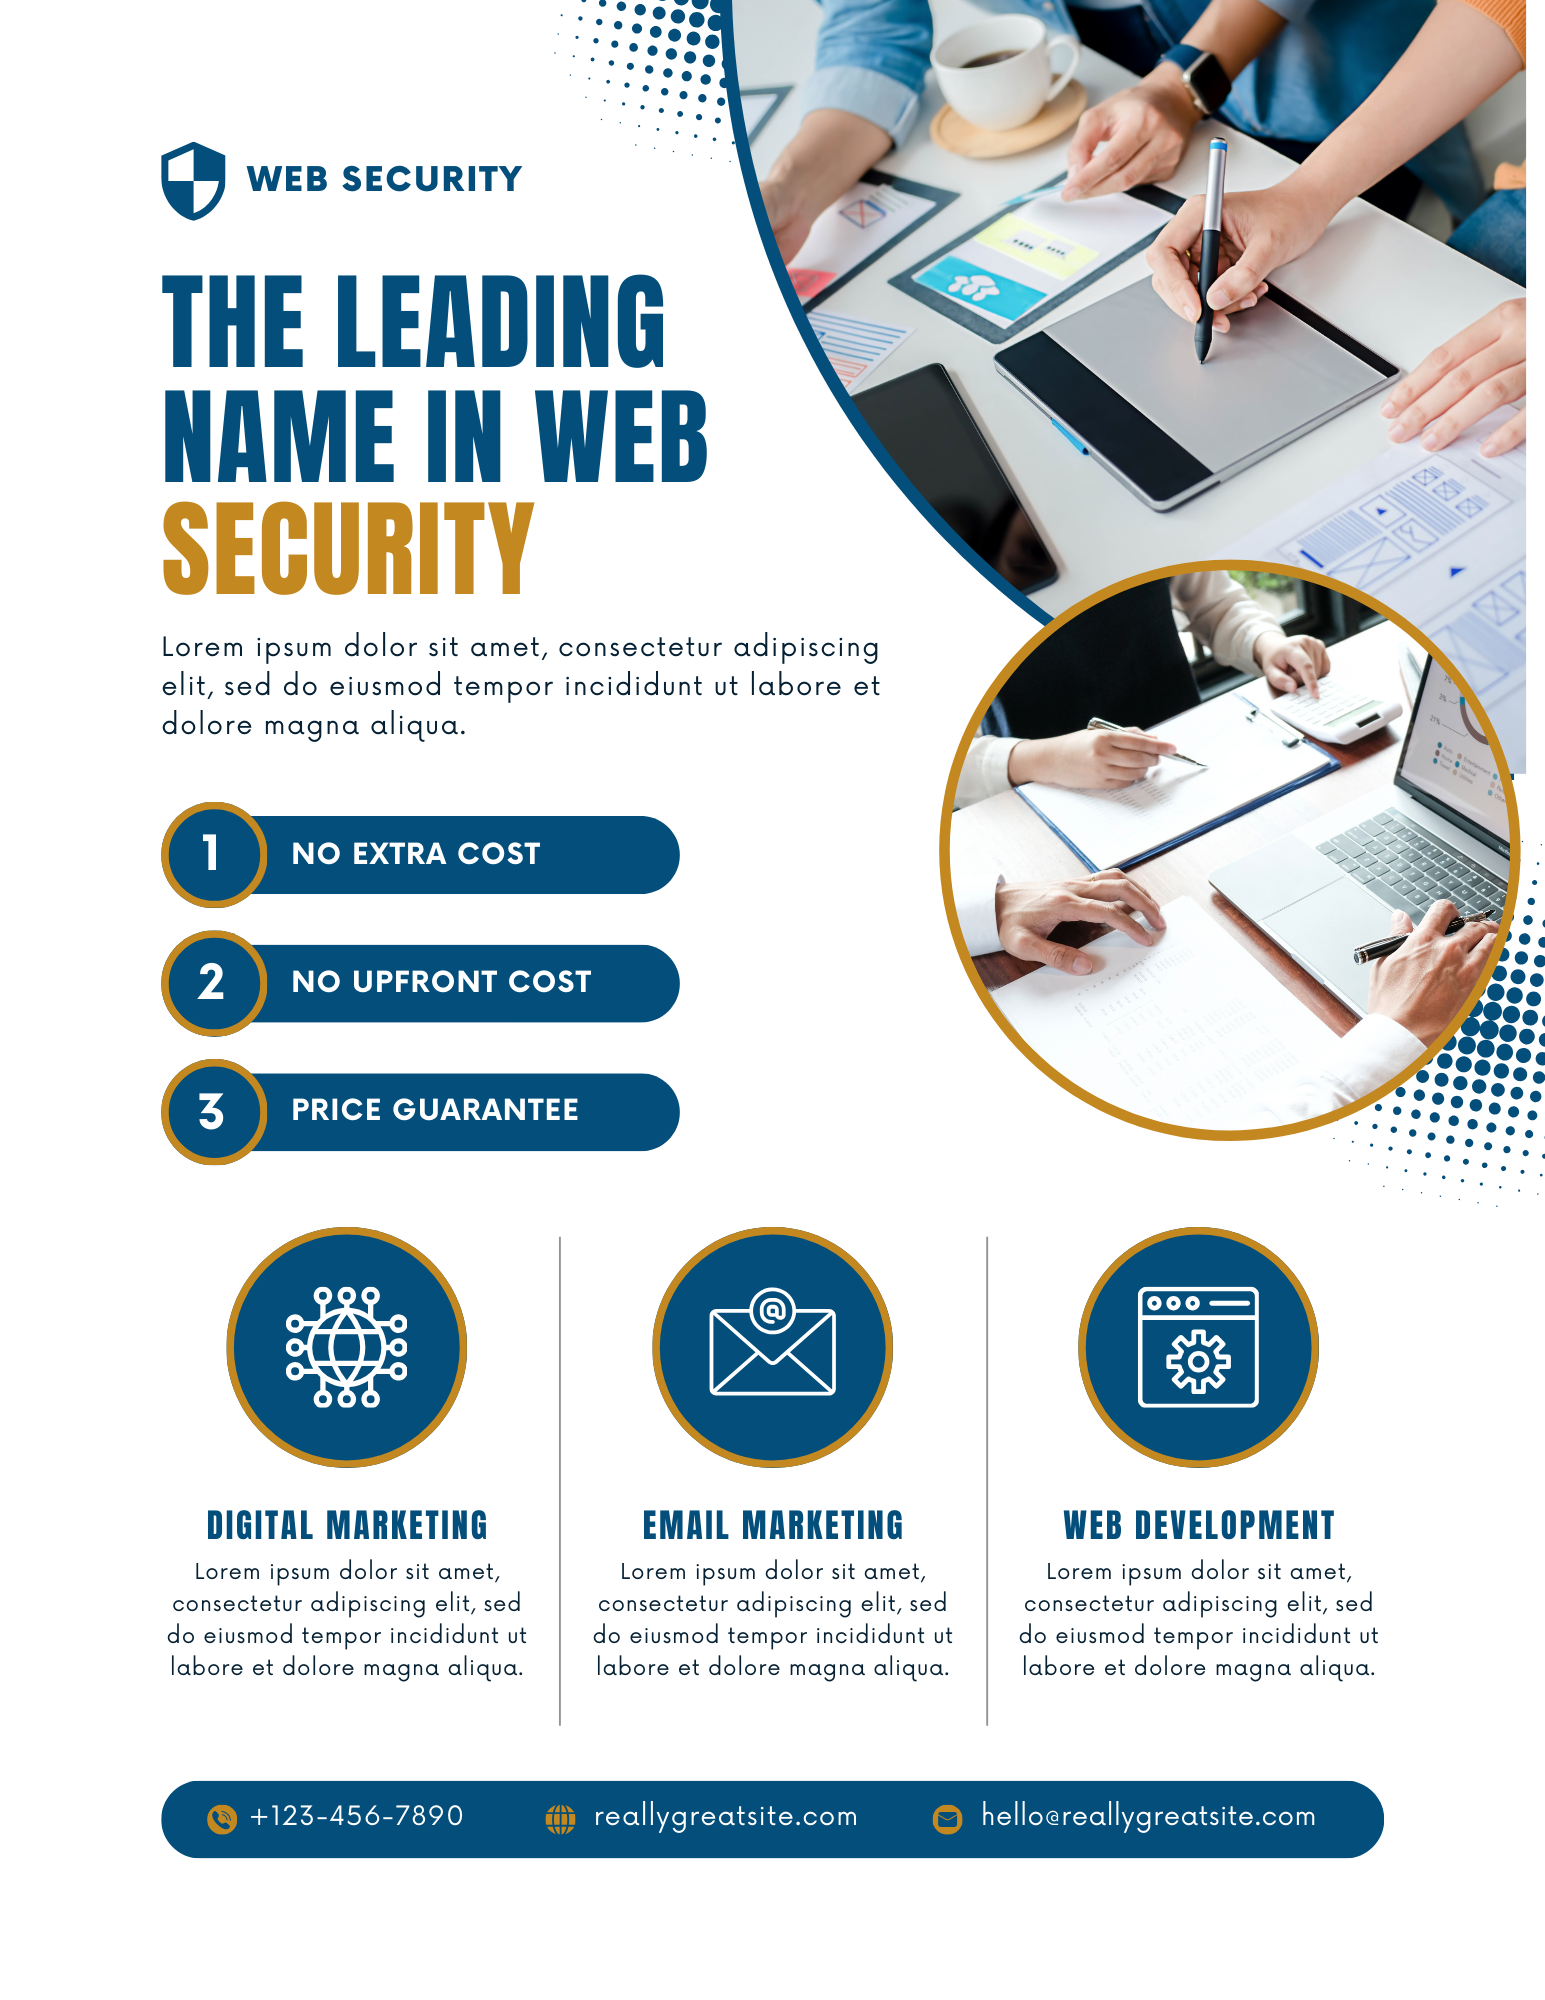 WEB SECURITY
THE LEADING
NAME IN WEB
SECURITY
Lorem ipsum dolor sit amet, consectetur adipiscing
elit, sed do eiusmod tempor incididunt ut labore et
dolore magna aliqua.
1 NO EXTRA COST
2 NO UPFRONT COST
3 PRICE GUARANTEE
DIGITAL MARKETING
Lorem ipsum dolor sit amet,
consectetur adipiscing elit, sed
do eiusmod tempor incididunt ut
labore et dolore magna aliqua.
EMAIL MARKETING
Lorem ipsum dolor sit amet,
consectetur adipiscing elit, sed
do eiusmod tempor incididunt ut
labore et dolore magna aliqua.
WEB DEVELOPMENT
Lorem ipsum dolor sit amet,
consectetur adipiscing elit, sed
do eiusmod tempor incididunt ut
labore et dolore magna aliqua.
+123-456-7890 reallygreatsite.com hello@reallygreatsite.com